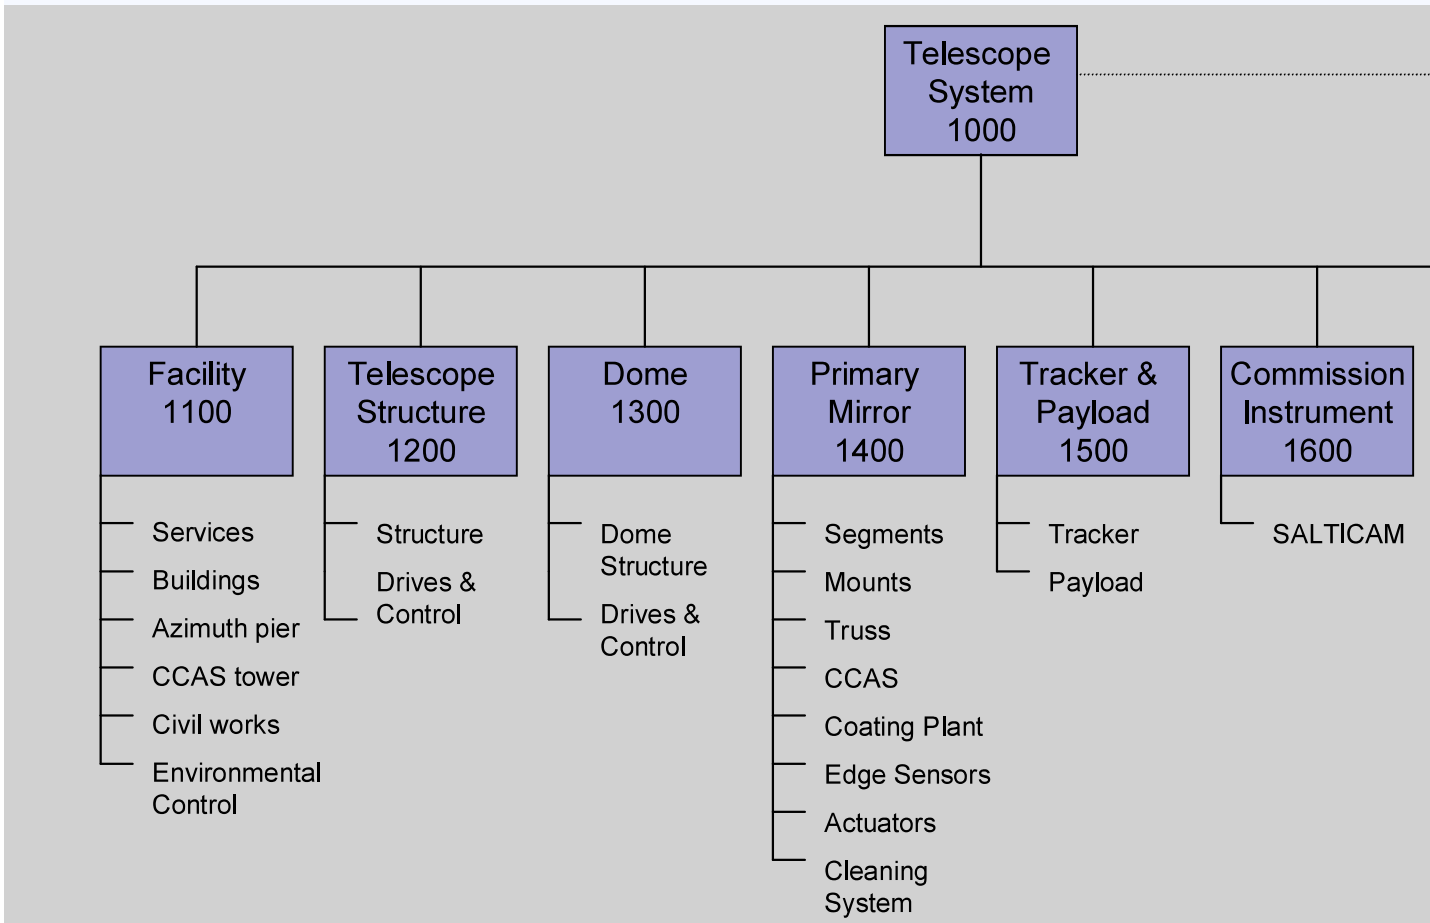 Telescope
System
1000
Facility
1100
Telescope
Structure
1200
Dome
1300
Primary
Mirror
1400
Tracker &
Payload
1500
Commission
Instrument
1600
Services
Buildings
Azimuth pier
CCAS tower
Civil works
Environmental
Control
Structure
Drives &
Control
Dome
Structure
Drives &
Control
Segments
Mounts
Truss
CCAS
Coating Plant
Edge Sensors
Actuators
Cleaning
System
Tracker
Payload
SALTICAM